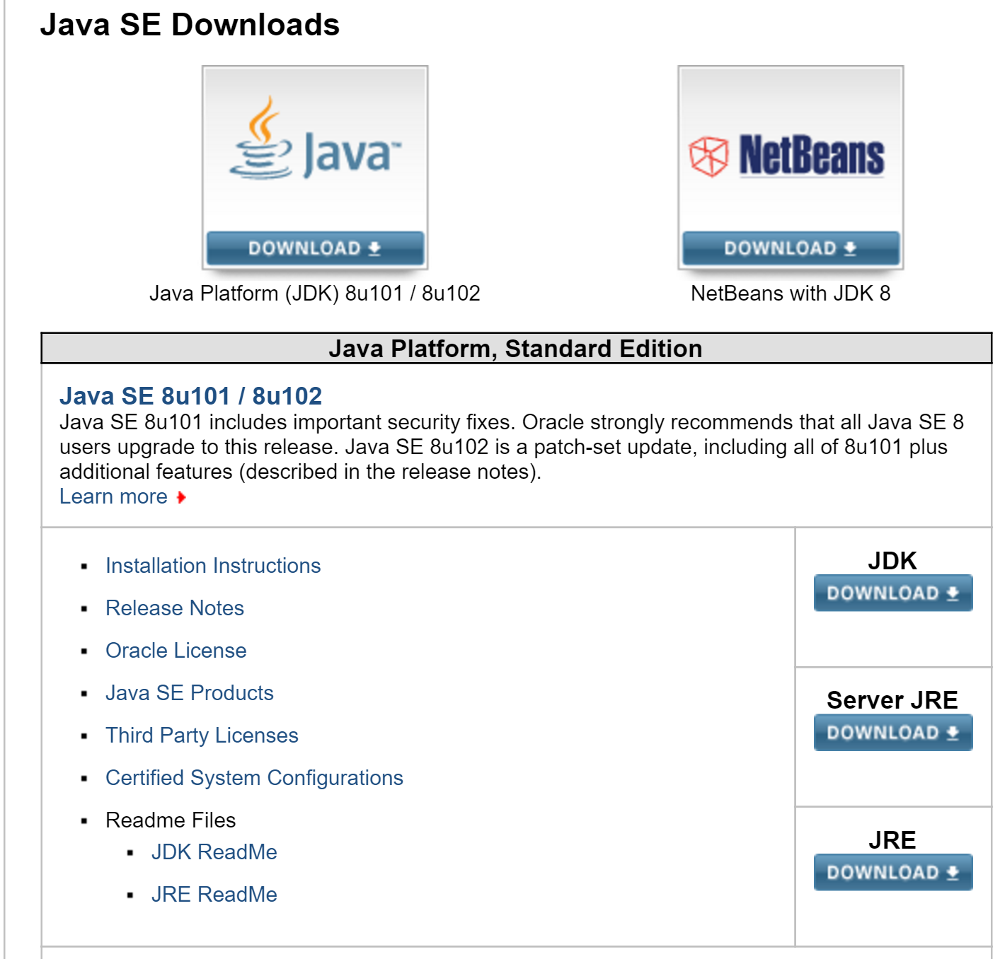 Java SE Downloads
Java™
NetBeans
DOWNLOAD
DOWNLOAD
Java Platform (JDK) 8u101 / 8u102
NetBeans with JDK 8
Java Platform, Standard Edition
Java SE 8u101 / 8u102
Java SE 8u101 includes important security fixes. Oracle strongly recommends that all Java SE 8
users upgrade to this release. Java SE 8u102 is a patch-set update, including all of 8u101 plus
additional features (described in the release notes).
Learn more
Installation Instructions
Release Notes
Oracle License
Java SE Products
Third Party Licenses
Certified System Configurations
Readme Files
JDK ReadMe
JRE ReadMe
JDK
DOWNLOAD
Server JRE
DOWNLOAD
JRE
DOWNLOAD